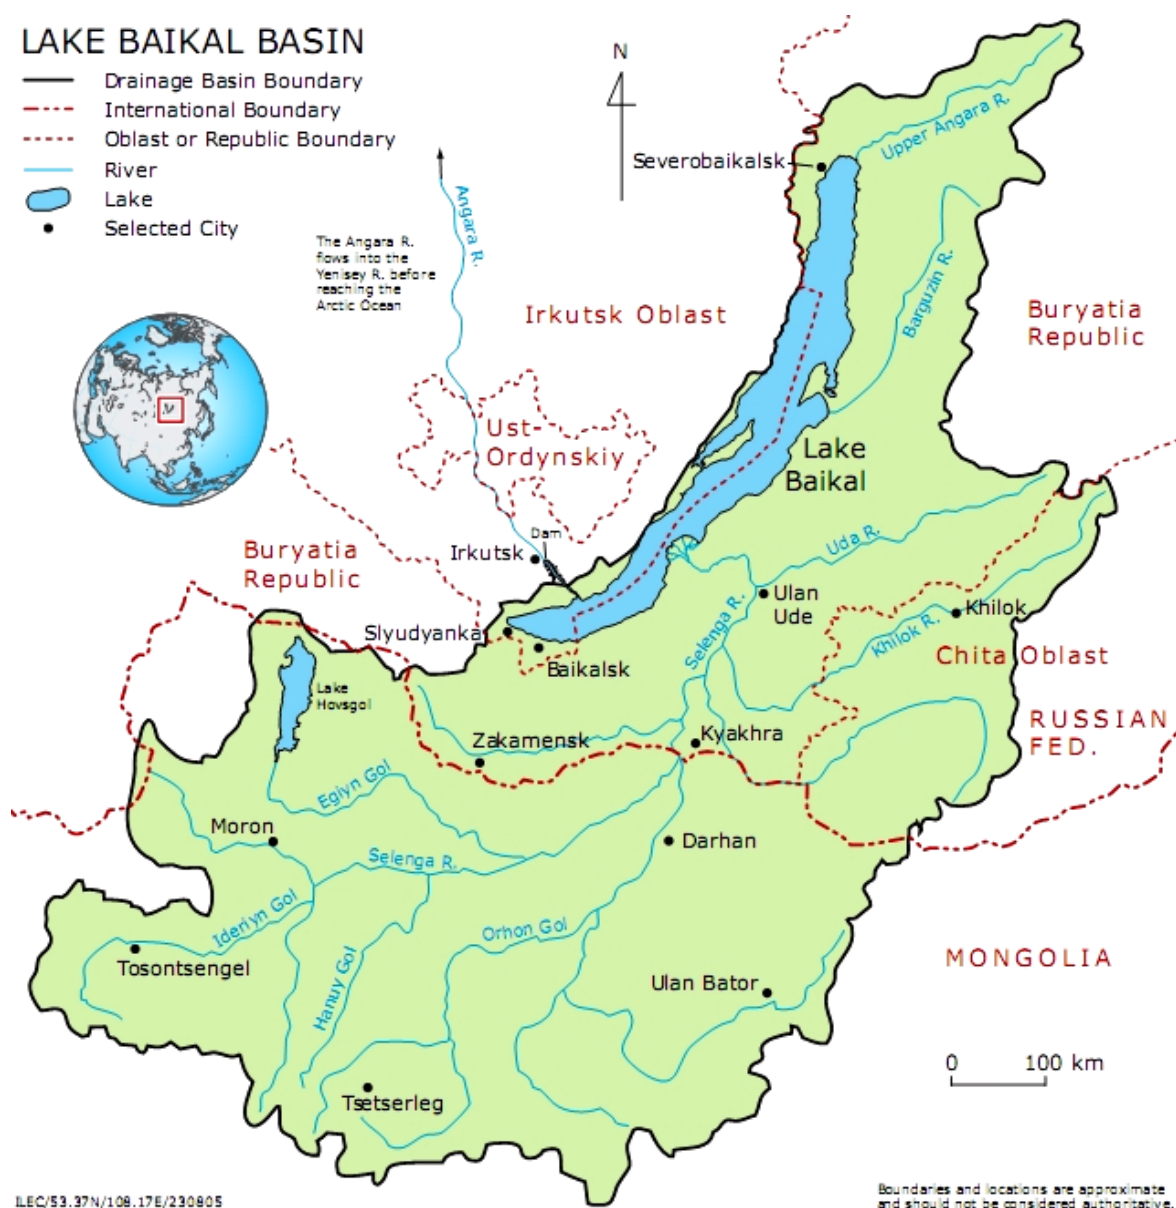 LAKE BAIKAL BASIN
Drainage Basin Boundary
International Boundary
Oblast or Republic Boundary
River
Lake
Selected City
N
The Angara R.
flows into the
Yenisey R. before
reaching the
Arctic Ocean
Angara R.
Severobaikalsk
Upper Angara R.
Barguzin R.
Irkutsk Oblast
Buryatia
Republic
Ust-
Ordynskiy
Lake
Baikal
Dam
Irkutsk
Buryatia
Republic
Uda R.
Ulan
Ude
Selenga R.
Khilok
Khilok R.
Slyudyanka
Baikalsk
Chita Oblast
Lake
Hovsgol
RUSSIAN
FED.
Zakamensk
Kyakhra
Egiyn Gol
Moron
Selenga R.
Darhan
Ideriyn Gol
Orhon Gol
Hanuy Gol
Tosontsengel
MONGOLIA
Ulan Bator
Tsetserleg
0 100 km
ILEC/53.37N/108.17E/230805
Boundaries and locations are approximate
and should not be considered authoritative.